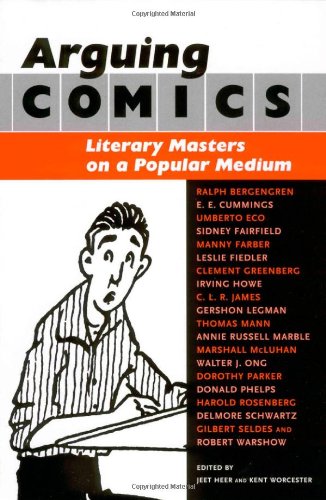 Arguing
COMICS
Literary Masters
on a Popular Medium
RALPH BERGENGREN
E. E. CUMMINGS
UMBERTO ECO
SIDNEY FAIRFIELD
MANNY FARBER
LESLIE FIEDLER
CLEMENT GREENBERG
IRVING HOWE
C. L. R. JAMES
GERSHON LEGMAN
THOMAS MANN
ANNIE RUSSELL MARBLE
MARSHALL McLUHAN
WALTER J. ONG
DOROTHY PARKER
DONALD PHELPS
HAROLD ROSENBERG
DELMORE SCHWARTZ
GILBERT SELDES AND
ROBERT WARSHOW
EDITED BY
JEET HEER AND KENT WORCESTER